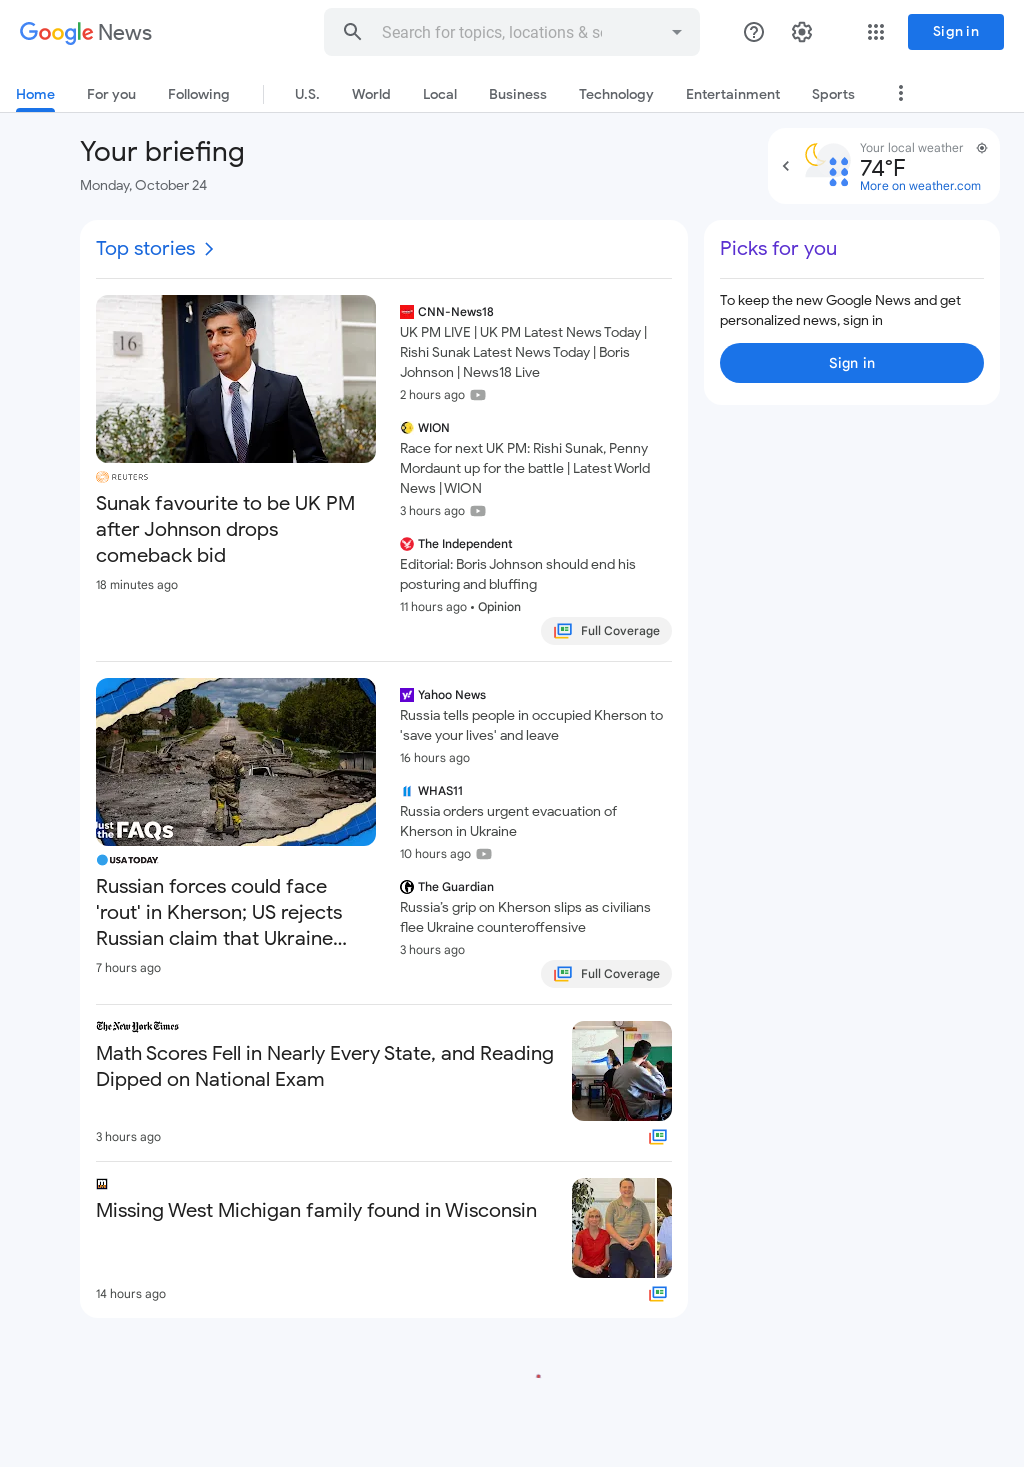 Google News
Search for topics, locations & so
Sign in
Home
For you
Following
U.S.
World
Local
Business
Technology
Entertainment
Sports
Your briefing
Monday, October 24
Your local weather
74°F
More on weather.com
Top stories
16
REUTERS
Sunak favourite to be UK PM
after Johnson drops
comeback bid
18 minutes ago
CNN-News18
UK PM LIVE | UK PM Latest News Today |
Rishi Sunak Latest News Today | Boris
Johnson | News18 Live
2 hours ago
WION
Race for next UK PM: Rishi Sunak, Penny
Mordaunt up for the battle | Latest World
News | WION
3 hours ago
The Independent
Editorial: Boris Johnson should end his
posturing and bluffing
11 hours ago • Opinion
Full Coverage
Just
the FAQs
USA TODAY
Russian forces could face
'rout' in Kherson; US rejects
Russian claim that Ukraine...
7 hours ago
Yahoo News
Russia tells people in occupied Kherson to
'save your lives' and leave
16 hours ago
WHAS11
Russia orders urgent evacuation of
Kherson in Ukraine
10 hours ago
The Guardian
Russia's grip on Kherson slips as civilians
flee Ukraine counteroffensive
3 hours ago
Full Coverage
The New York Times
Math Scores Fell in Nearly Every State, and Reading
Dipped on National Exam
3 hours ago
Missing West Michigan family found in Wisconsin
14 hours ago
Picks for you
To keep the new Google News and get
personalized news, sign in
Sign in